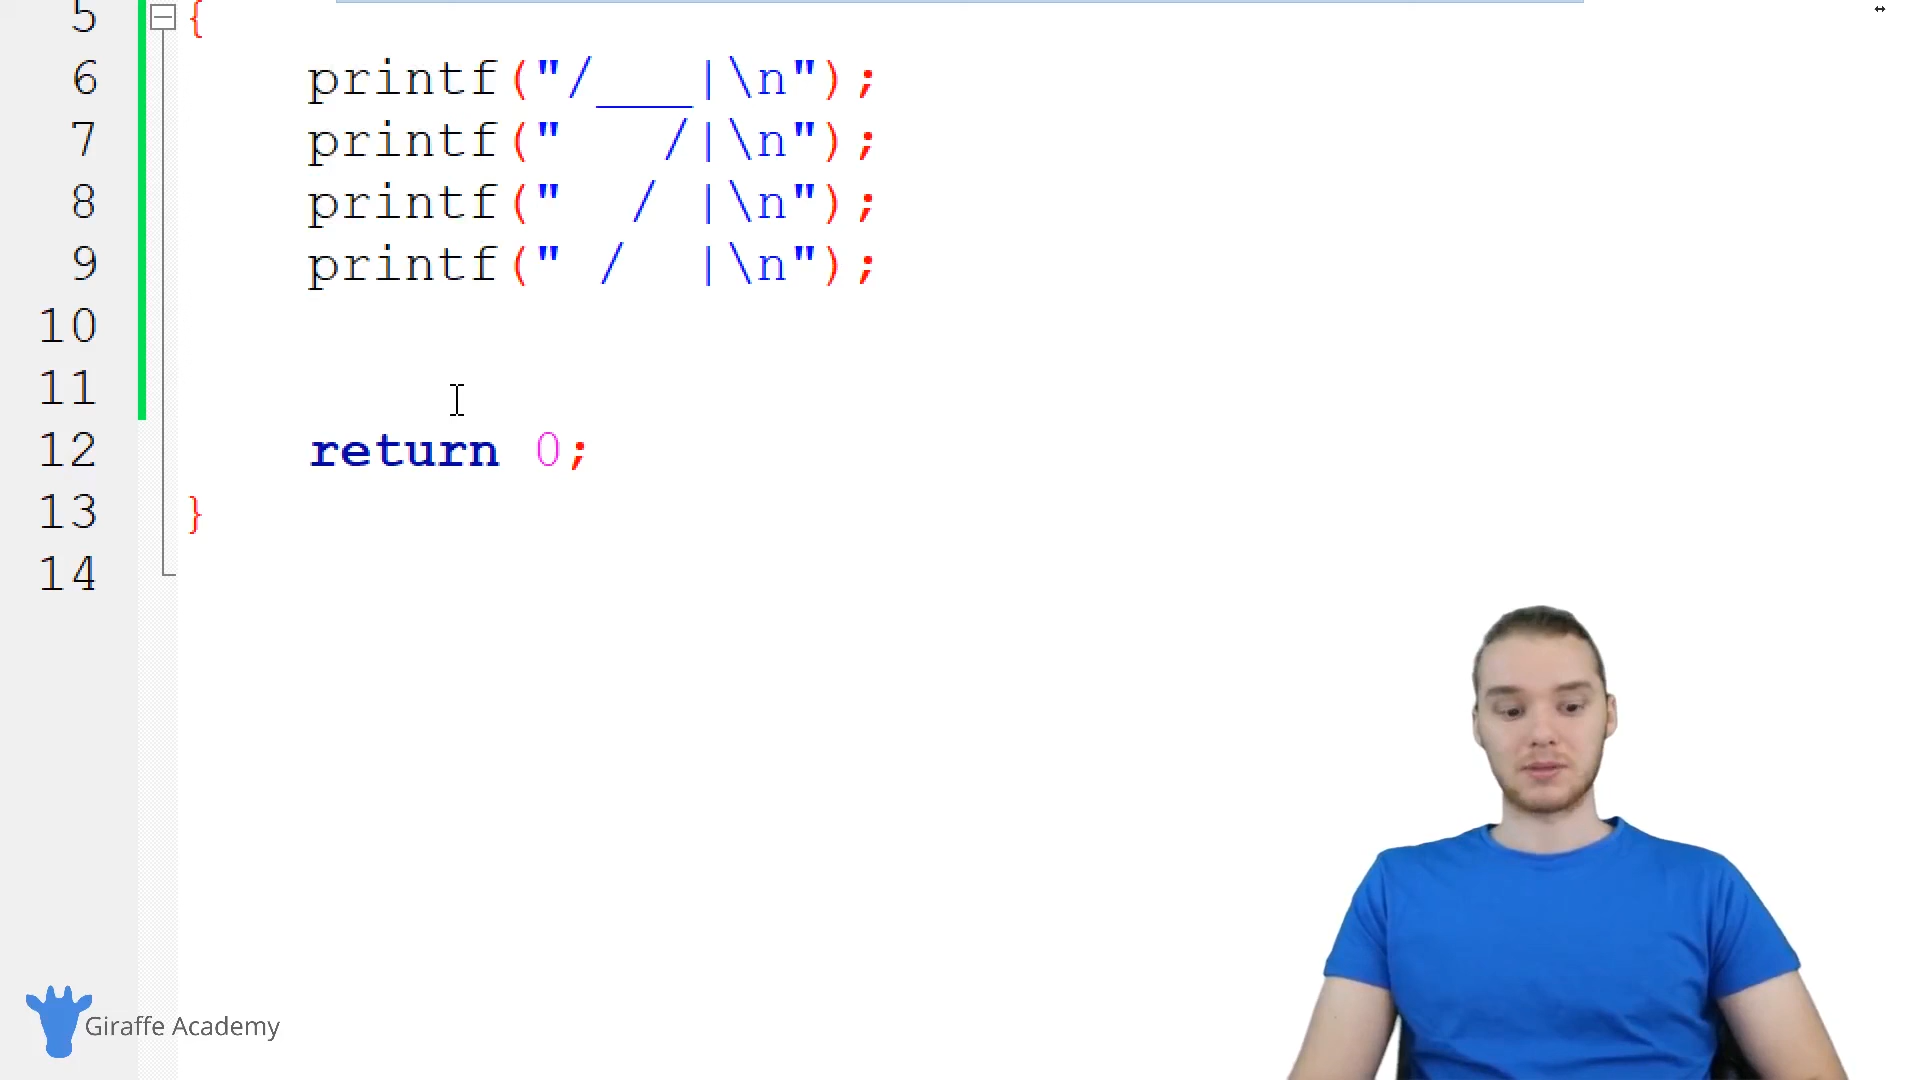 5 {
6 printf("/___|\n");
7 printf("   /|\n");
8 printf("  / |\n");
9 printf(" /  |\n");
10
11
12 return 0;
13 }
14
Giraffe Academy